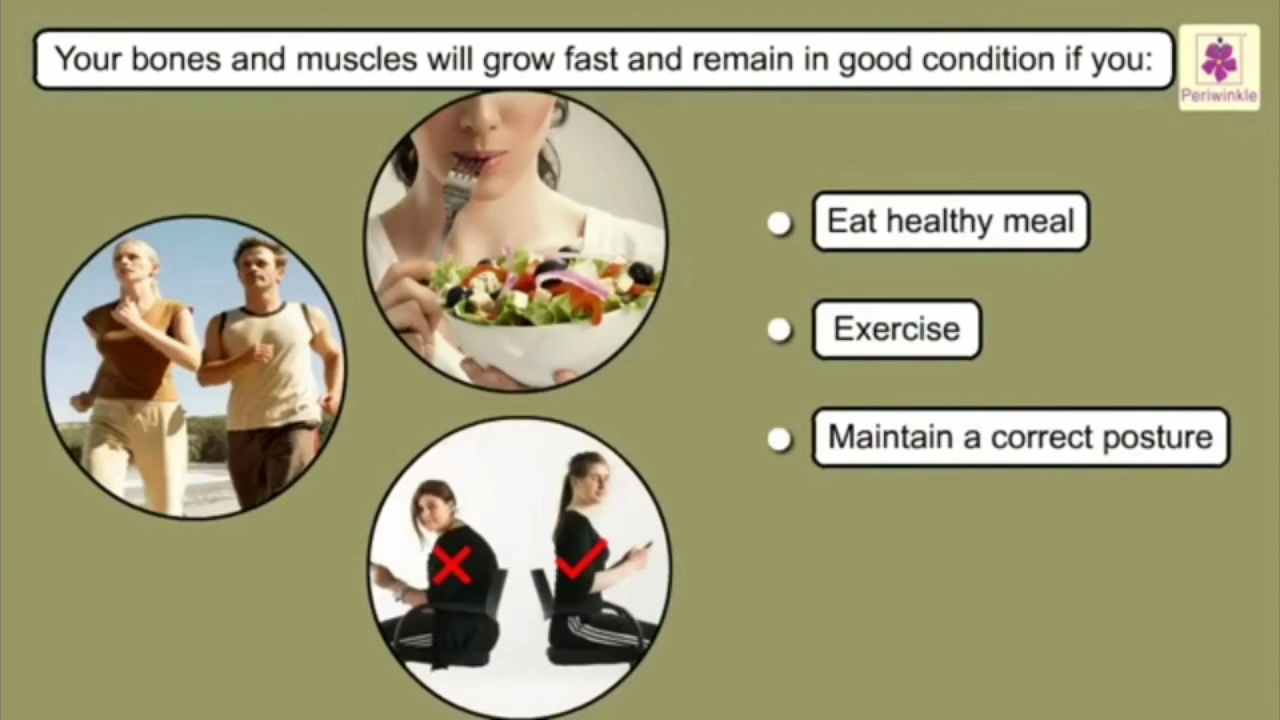 Your bones and muscles will grow fast and remain in good condition if you:
Periwinkle
Eat healthy meal
Exercise
Maintain a correct posture